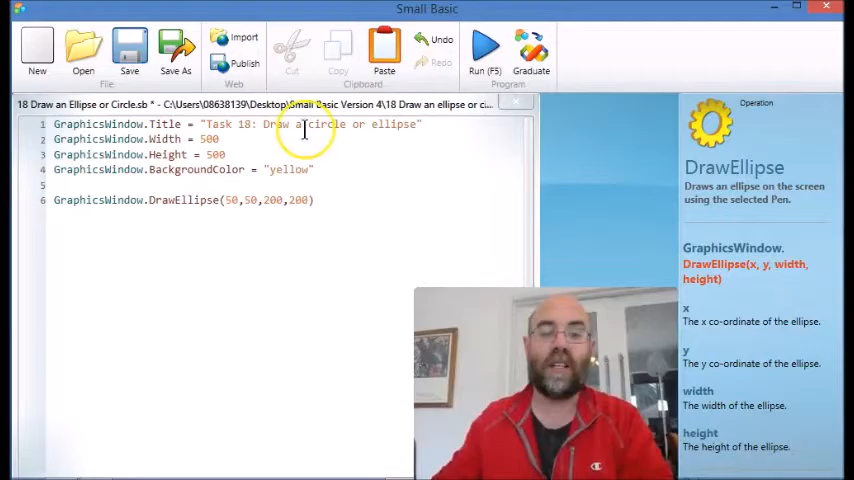 Small Basic
New
Open
Save
Save As
Import
Publish
Cut
Copy
Paste
Undo
Redo
Run (F5)
Graduate
File
Web
Clipboard
Program
18 Draw an Ellipse or Circle.sb * - C:\Users\08638139\Desktop\Small Basic Version 4\18 Draw an ellipse or ci...
1 GraphicsWindow.Title = "Task 18: Draw a circle or ellipse"
2 GraphicsWindow.Width = 500
3 GraphicsWindow.Height = 500
4 GraphicsWindow.BackgroundColor = "yellow"
5
6 GraphicsWindow.DrawEllipse(50,50,200,200)
Operation
DrawEllipse
Draws an ellipse on the screen
using the selected Pen.
GraphicsWindow.
DrawEllipse(x, y, width,
height)
x
The x co-ordinate of the ellipse.
y
The y co-ordinate of the ellipse.
width
The width of the ellipse.
height
The height of the ellipse.